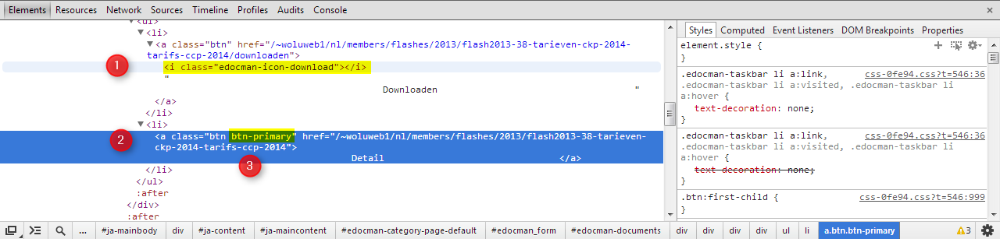 Elements Resources Network Sources Timeline Profiles Audits Console ×
▼<ul>
▼<li>
▼<a class="btn" href="/~woluweb1/nl/members/flashes/2013/flash2013-38-tarieven-ckp-2014-
tarifs-ccp-2014/downloaden">
1 <i class="edocman-icon-download"></i>
"
Downloaden "
</a>
</li>
▼<li>
2 <a class="btn btn-primary" href="/~woluweb1/nl/members/flashes/2013/flash2013-38-tarieven-
ckp-2014-tarifs-ccp-2014">
Detail </a>
3
</li>
</ul>
:after
</div>
:after
Styles Computed Event Listeners DOM Breakpoints Properties
element.style {
}
.edocman-taskbar li a:link, css-0fe94.css?t=546:36
.edocman-taskbar li a:visited, .edocman-taskbar li
a:hover {
text-decoration: none;
}
.edocman-taskbar li a:link, css-0fe94.css?t=546:36
.edocman-taskbar li a:visited, .edocman-taskbar li
a:hover {
text-decoration: none;
}
.btn:first-child { css-0fe94.css?t=546:999
}
... #ja-mainbody div #ja-content #ja-maincontent #edocman-category-page-default #edocman_form #edocman-documents div div div ul li a.btn.btn-primary 3